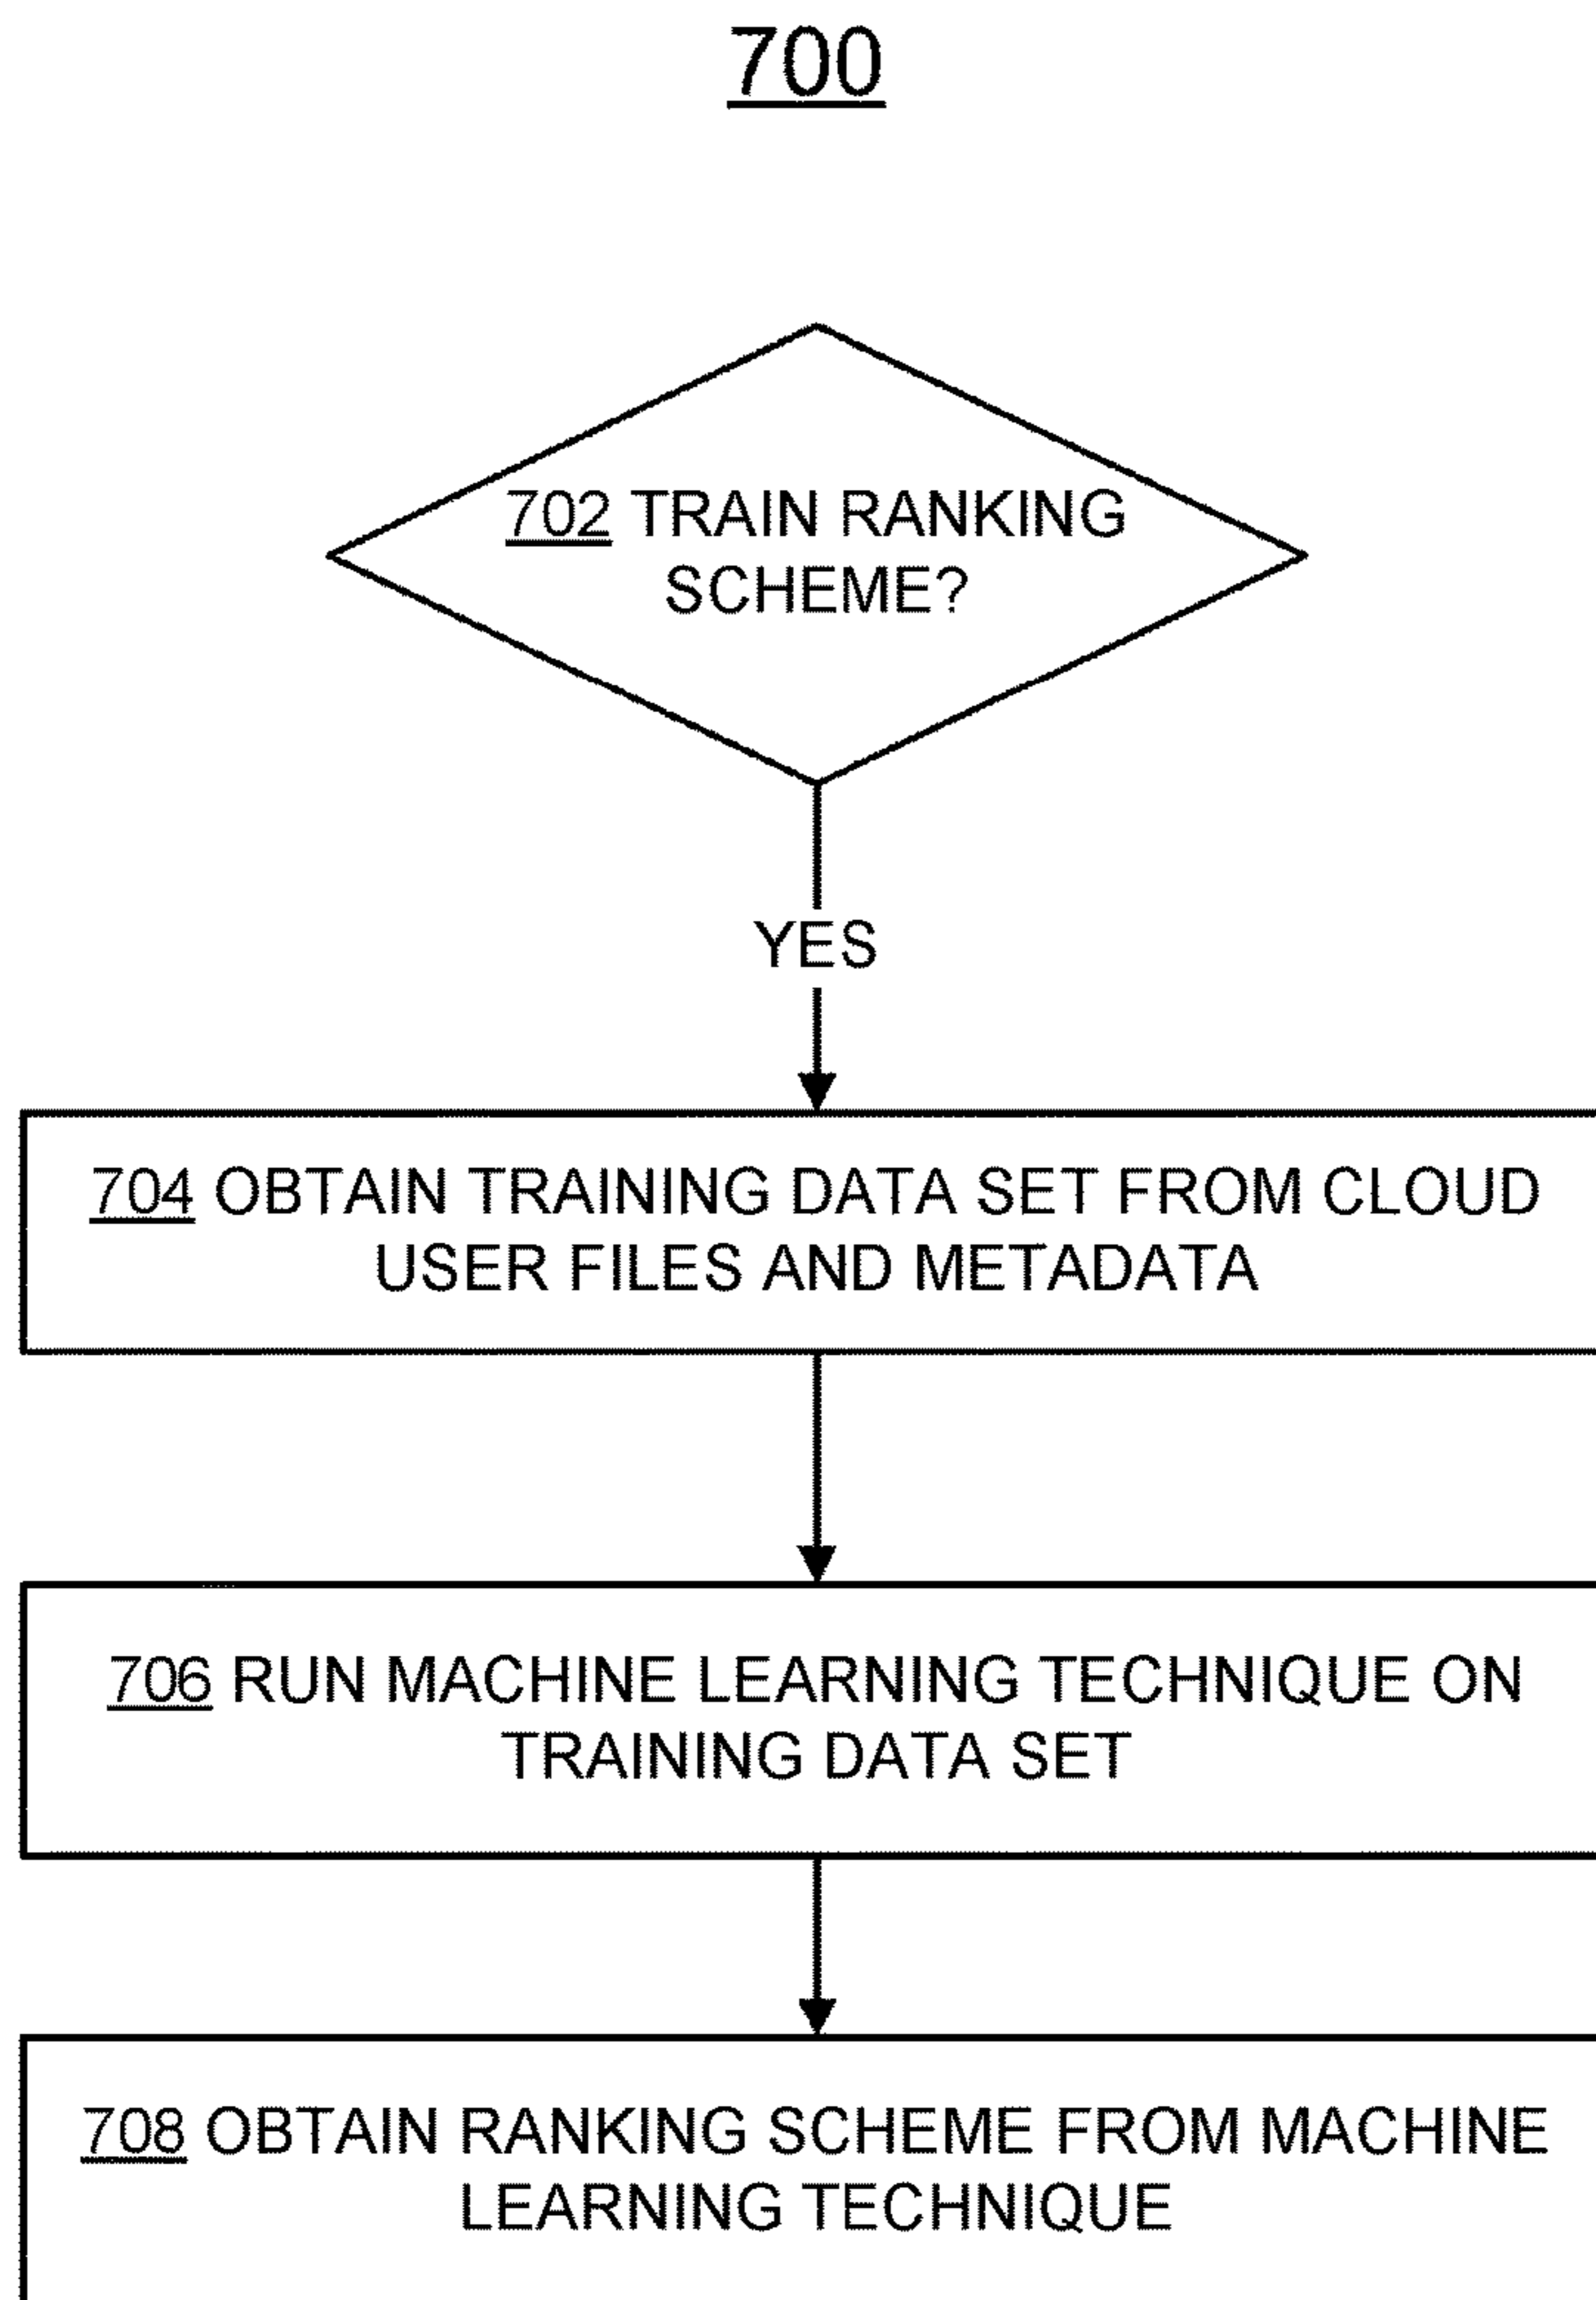 700
702 TRAIN RANKING
SCHEME?
YES
704 OBTAIN TRAINING DATA SET FROM CLOUD
USER FILES AND METADATA
706 RUN MACHINE LEARNING TECHNIQUE ON
TRAINING DATA SET
708 OBTAIN RANKING SCHEME FROM MACHINE
LEARNING TECHNIQUE